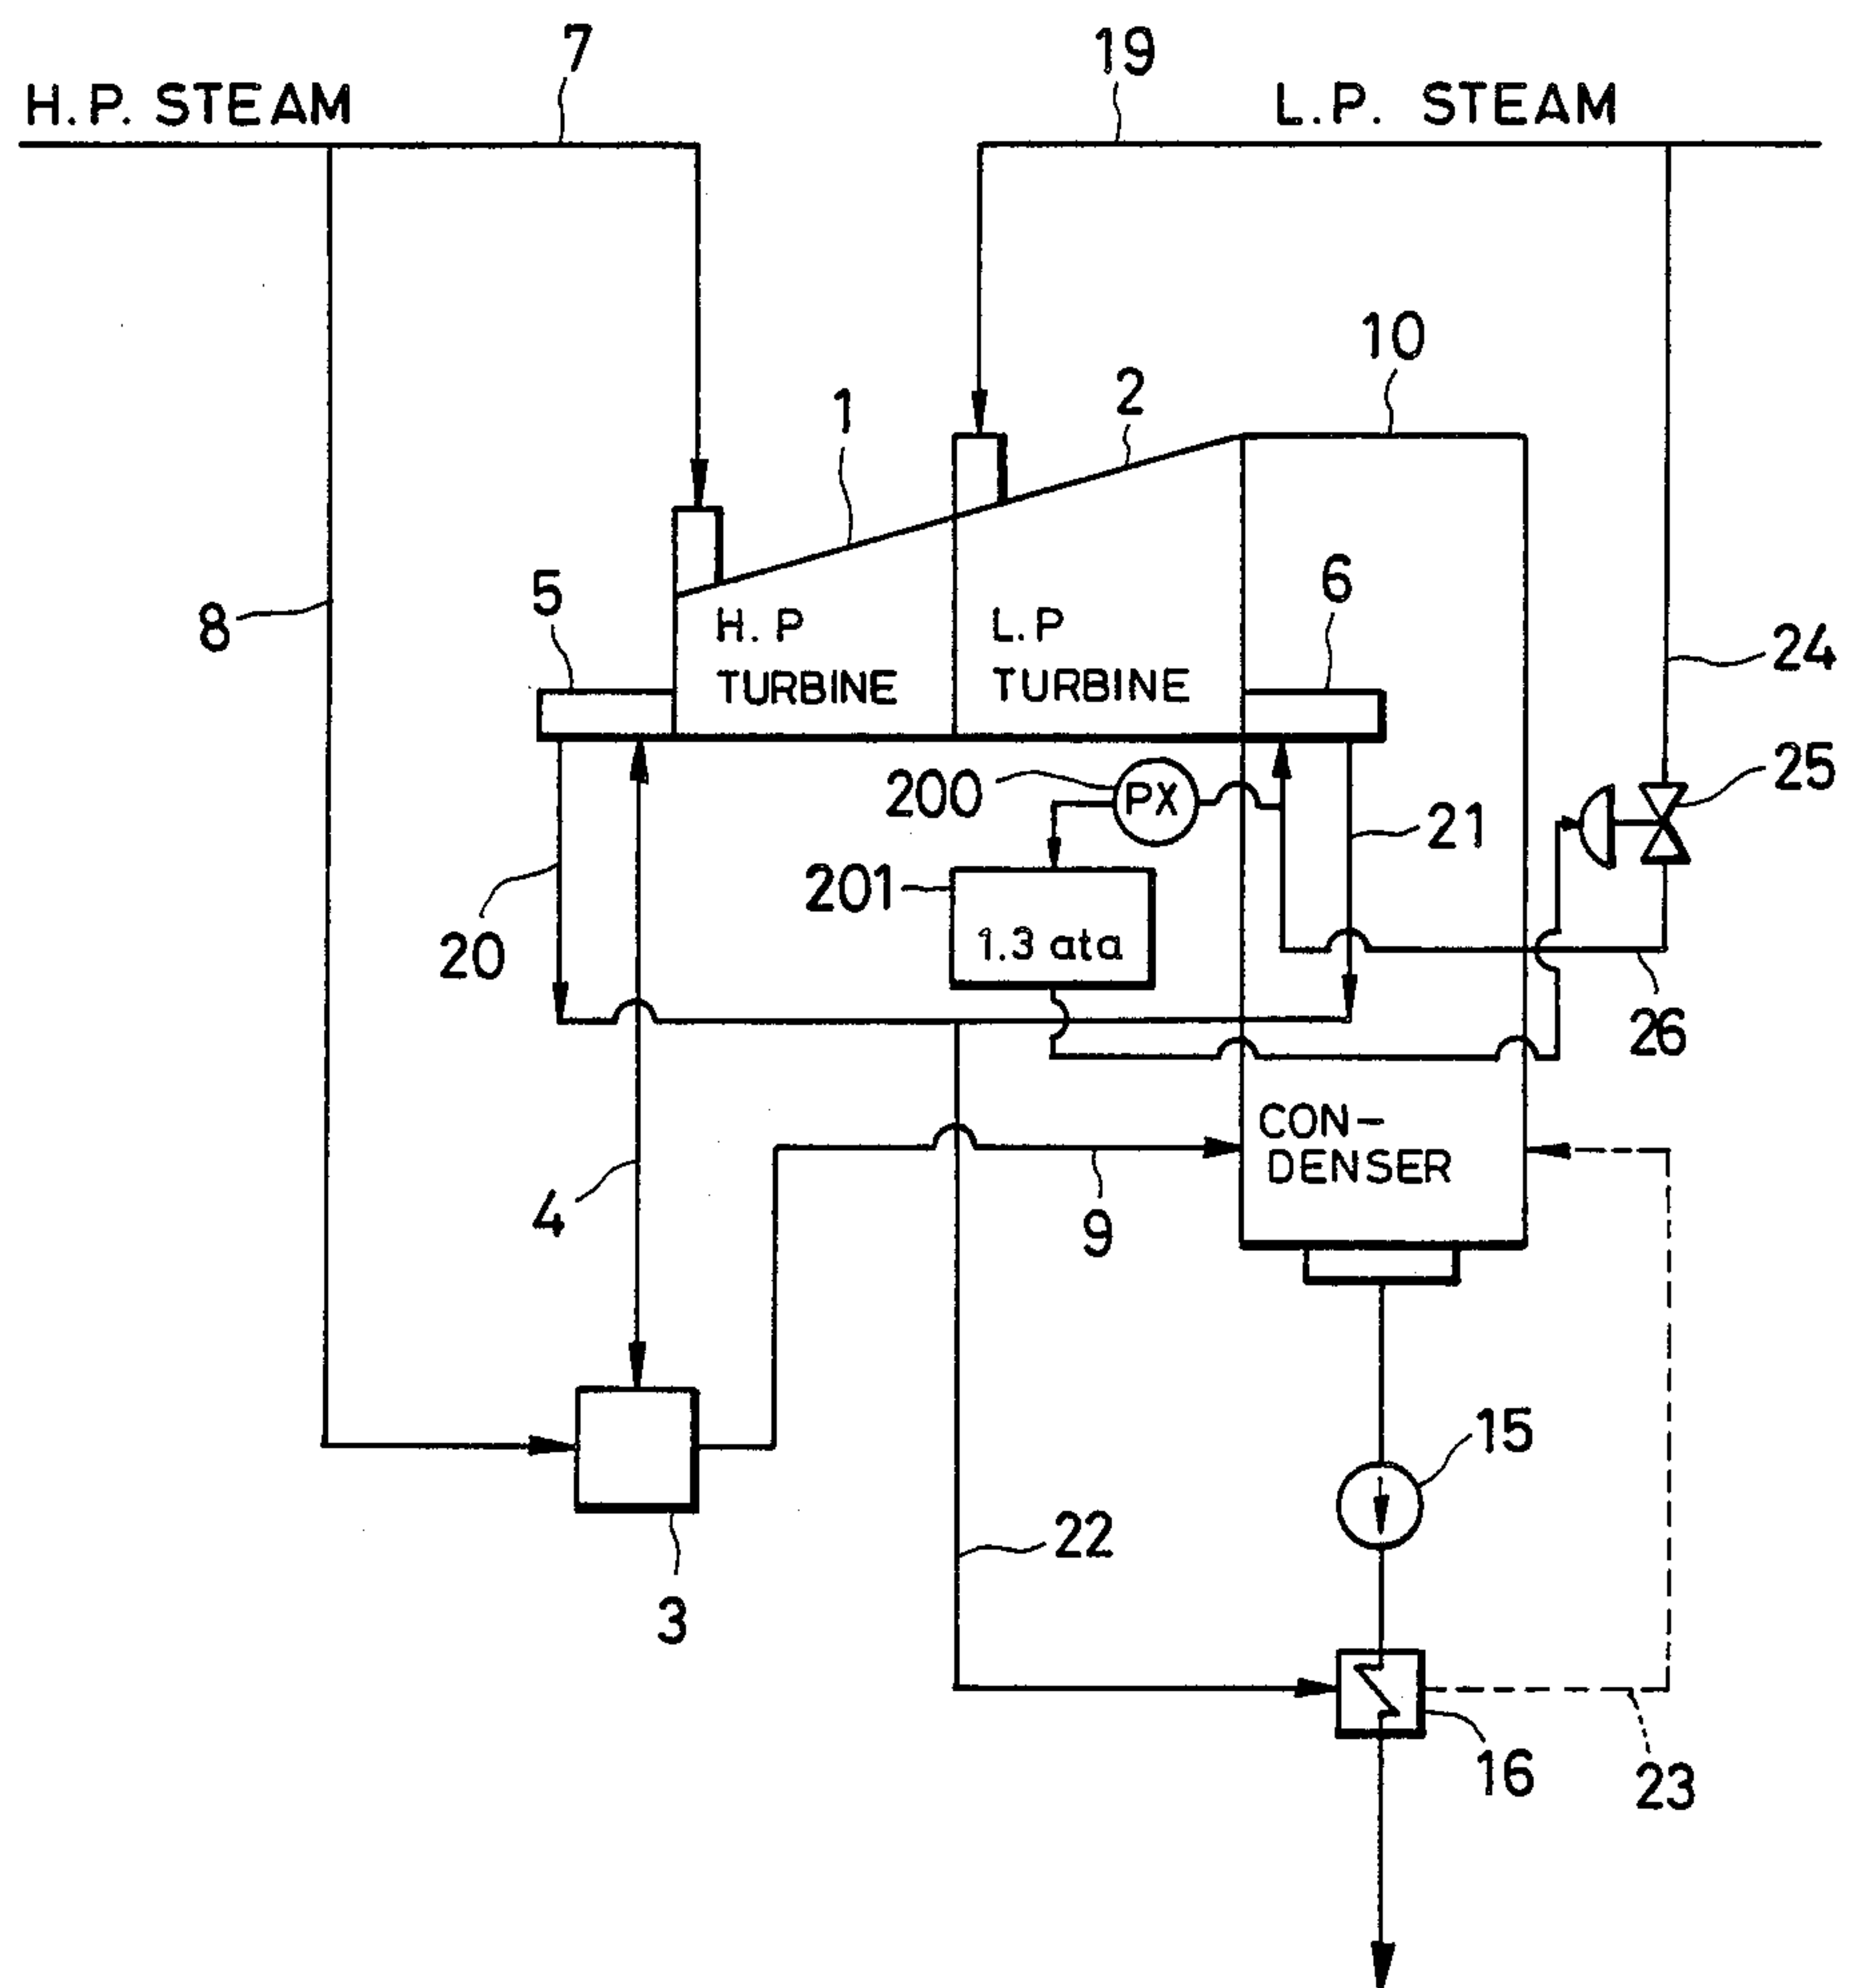 7
19
H.P. STEAM
L.P. STEAM
10
1
2
5
6
8
H.P
TURBINE
L.P
TURBINE
24
200
PX
25
21
201
1.3 ata
20
26
CON-
DENSER
4
9
15
22
3
16
23